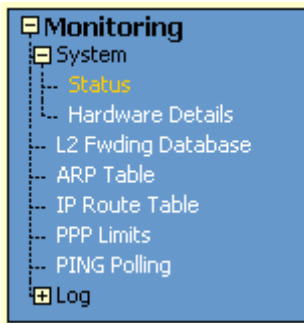 Monitoring
System
Status
Hardware Details
L2 Fwding Database
ARP Table
IP Route Table
PPP Limits
PING Polling
Log